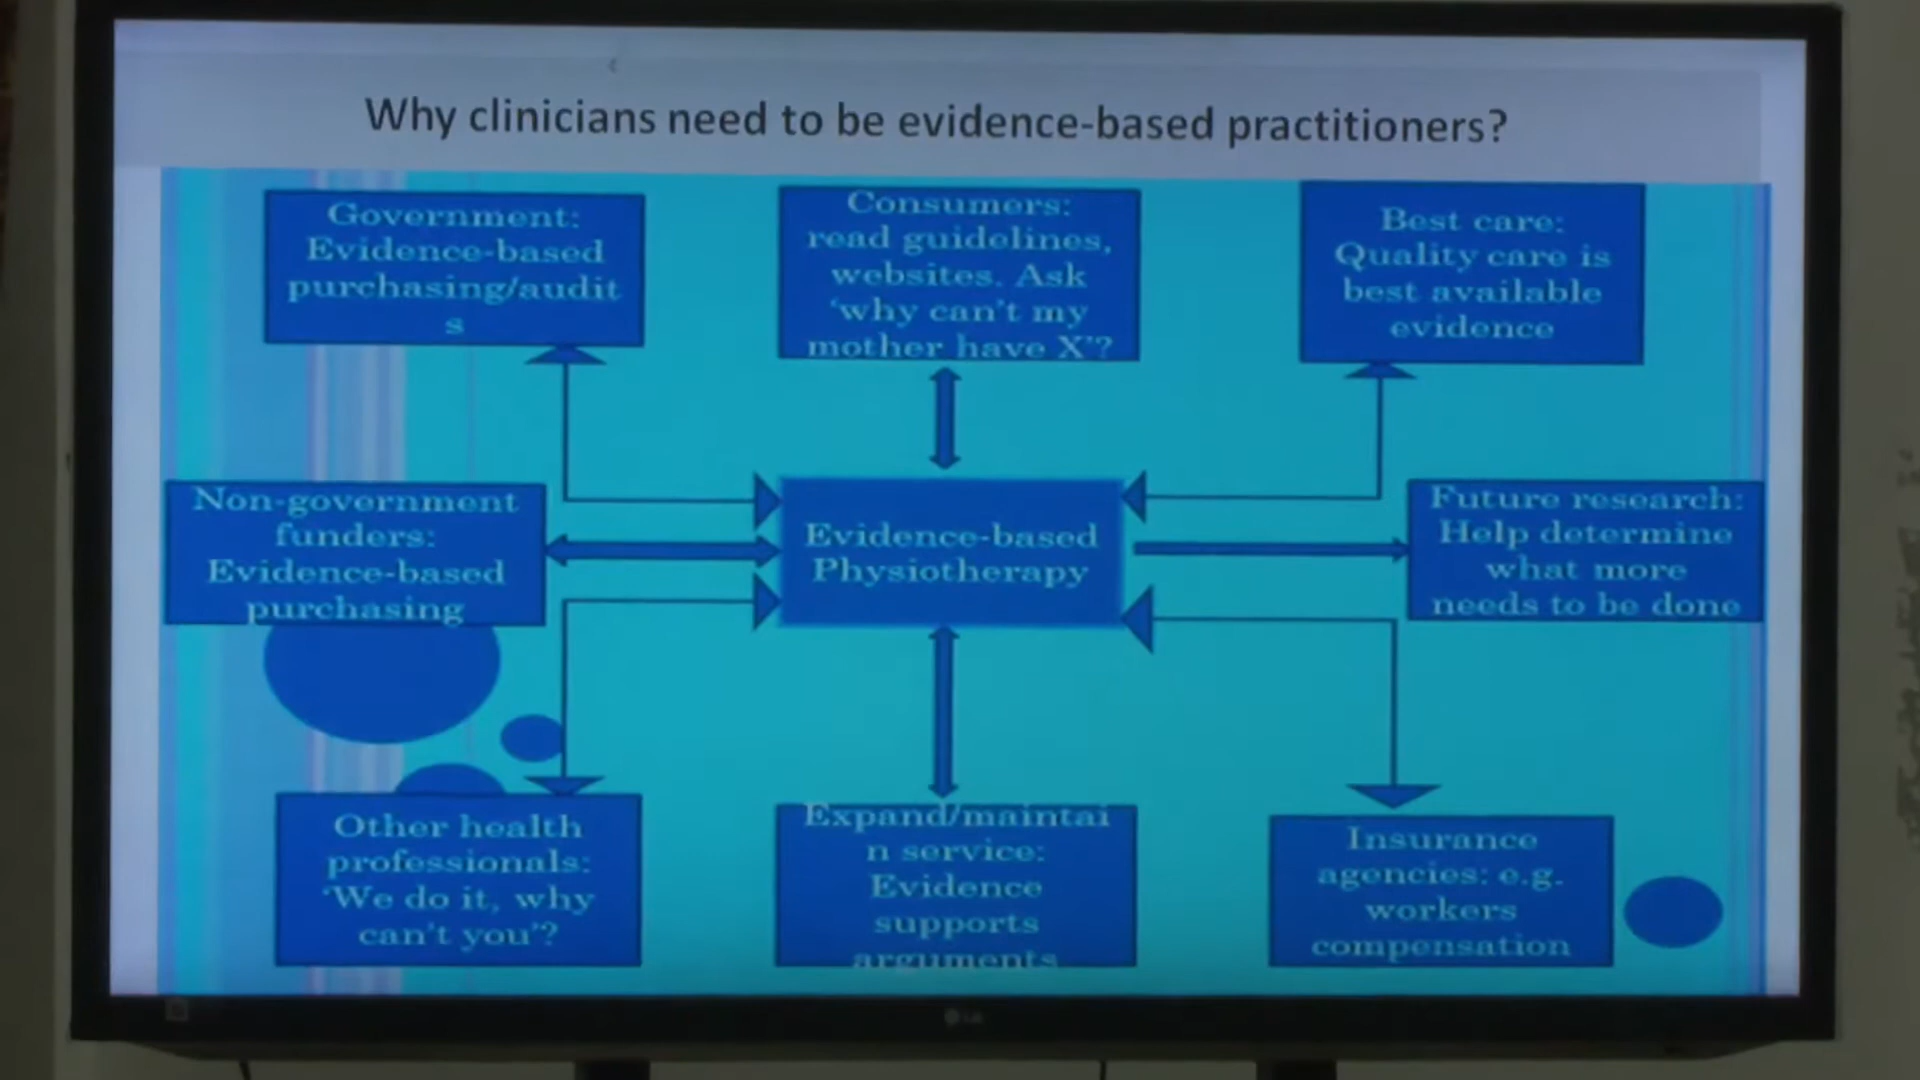 Why clinicians need to be evidence-based practitioners?
Government:
Evidence-based
purchasing/audit
s
Consumers:
read guidelines,
websites. Ask
‘why can’t my
mother have X’?
Best care:
Quality care is
best available
evidence
Non-government
funders:
Evidence-based
purchasing
Evidence-based
Physiotherapy
Future research:
Help determine
what more
needs to be done
Other health
professionals:
‘We do it, why
can’t you’?
Expand/maintai
n service:
Evidence
supports
arguments
Insurance
agencies: e.g.
workers
compensation
LG